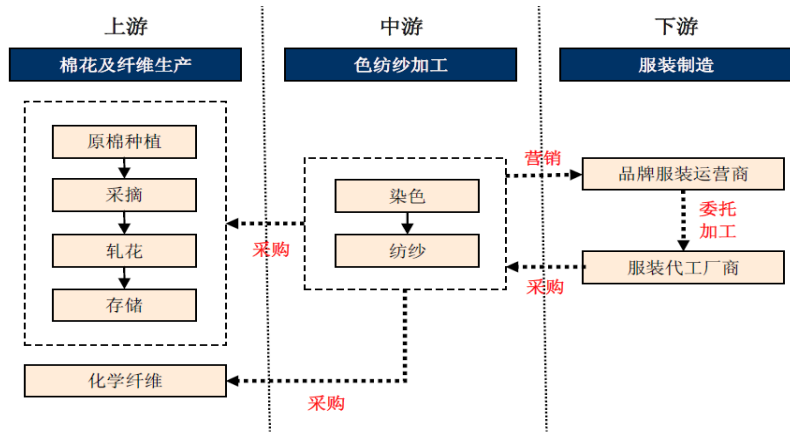 上游
中游
下游
棉花及纤维生产
色纺纱加工
服装制造
原棉种植
采摘
轧花
存储
化学纤维
采购
采购
染色
纺纱
营销
采购
品牌服装运营商
委托
加工
服装代工厂商